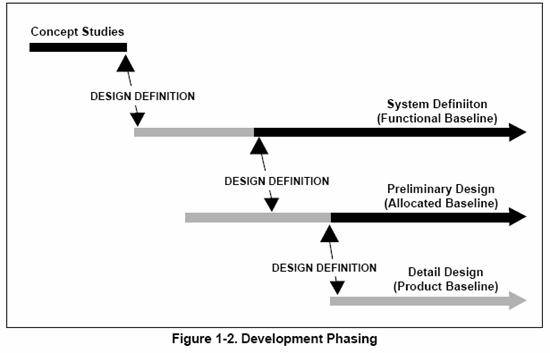 Concept Studies
DESIGN DEFINITION
System Definiiton
(Functional Baseline)
DESIGN DEFINITION
Preliminary Design
(Allocated Baseline)
DESIGN DEFINITION
Detail Design
(Product Baseline)
Figure 1-2. Development Phasing